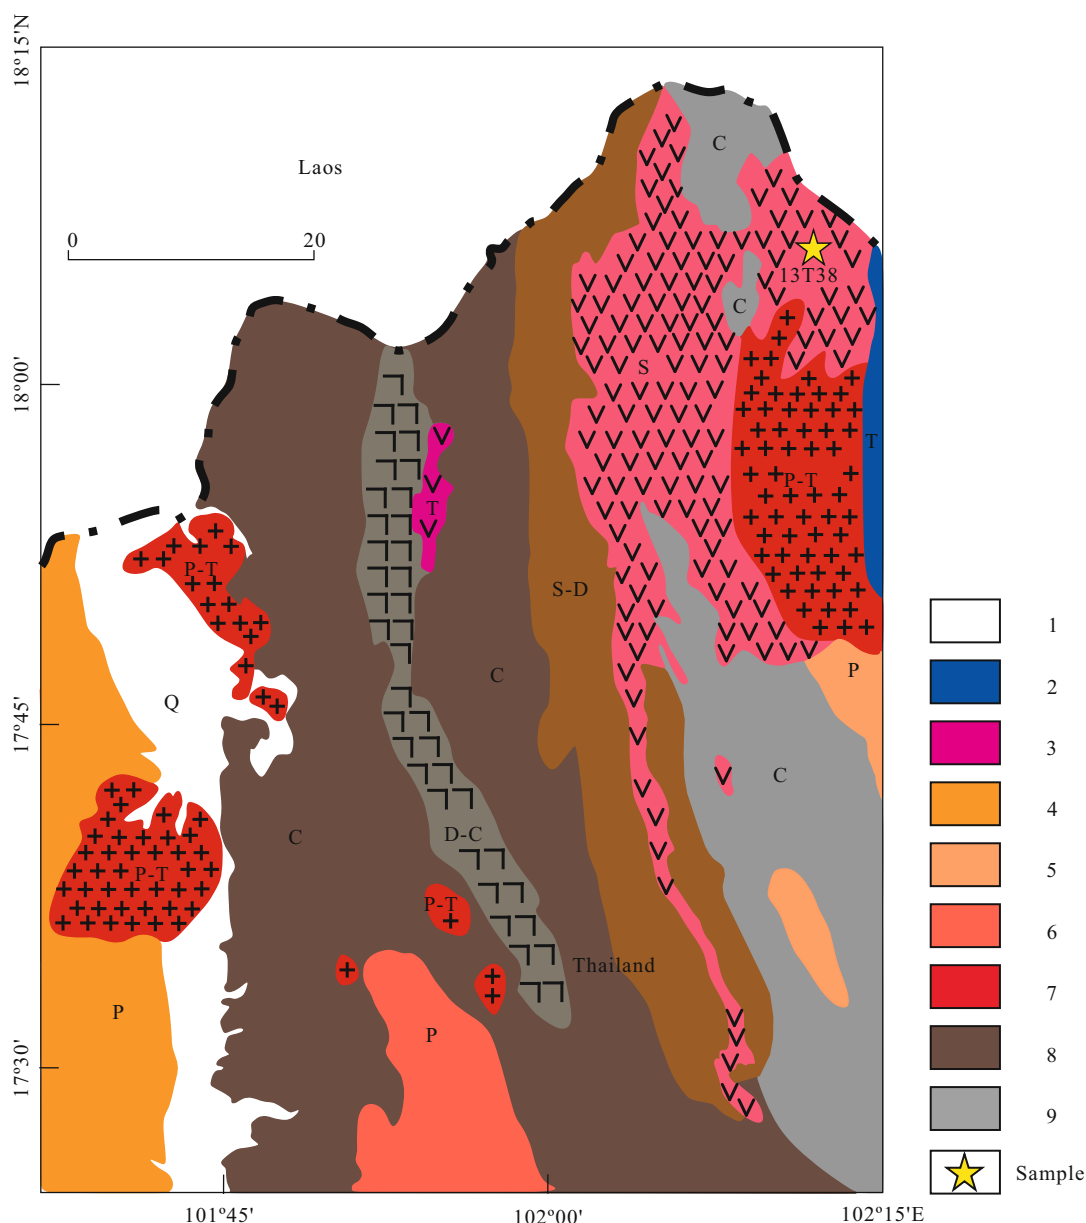 18°15'N
Laos
0 20
C
13T38
C
S
18°00'
T
P-T
T
P-T
S-D
P
C
Q
17°45'
C
C
D-C
P-T
P-T
Thailand
P
P
17°30'
101°45' 102°00' 102°15'E
1
2
3
4
5
6
7
8
9
Sample